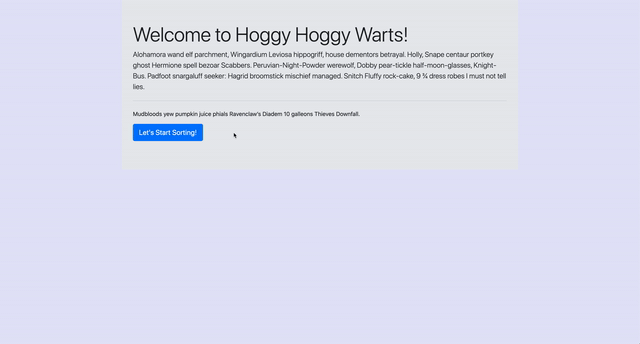 Welcome to Hoggy Hoggy Warts!
Alohamora wand elf parchment, Wingardium Leviosa hippogriff, house dementors betrayal. Holly, Snape centaur portkey
ghost Hermione spell bezoar Scabbers. Peruvian-Night-Powder werewolf, Dobby pear-tickle half-moon-glasses, Knight-
Bus. Padfoot snargaluff seeker: Hagrid broomstick mischief managed. Snitch Fluffy rock-cake, 9 ¾ dress robes I must not tell
lies.
Mudbloods yew pumpkin juice phials Ravenclaw's Diadem 10 galleons Thieves Downfall.
Let's Start Sorting!